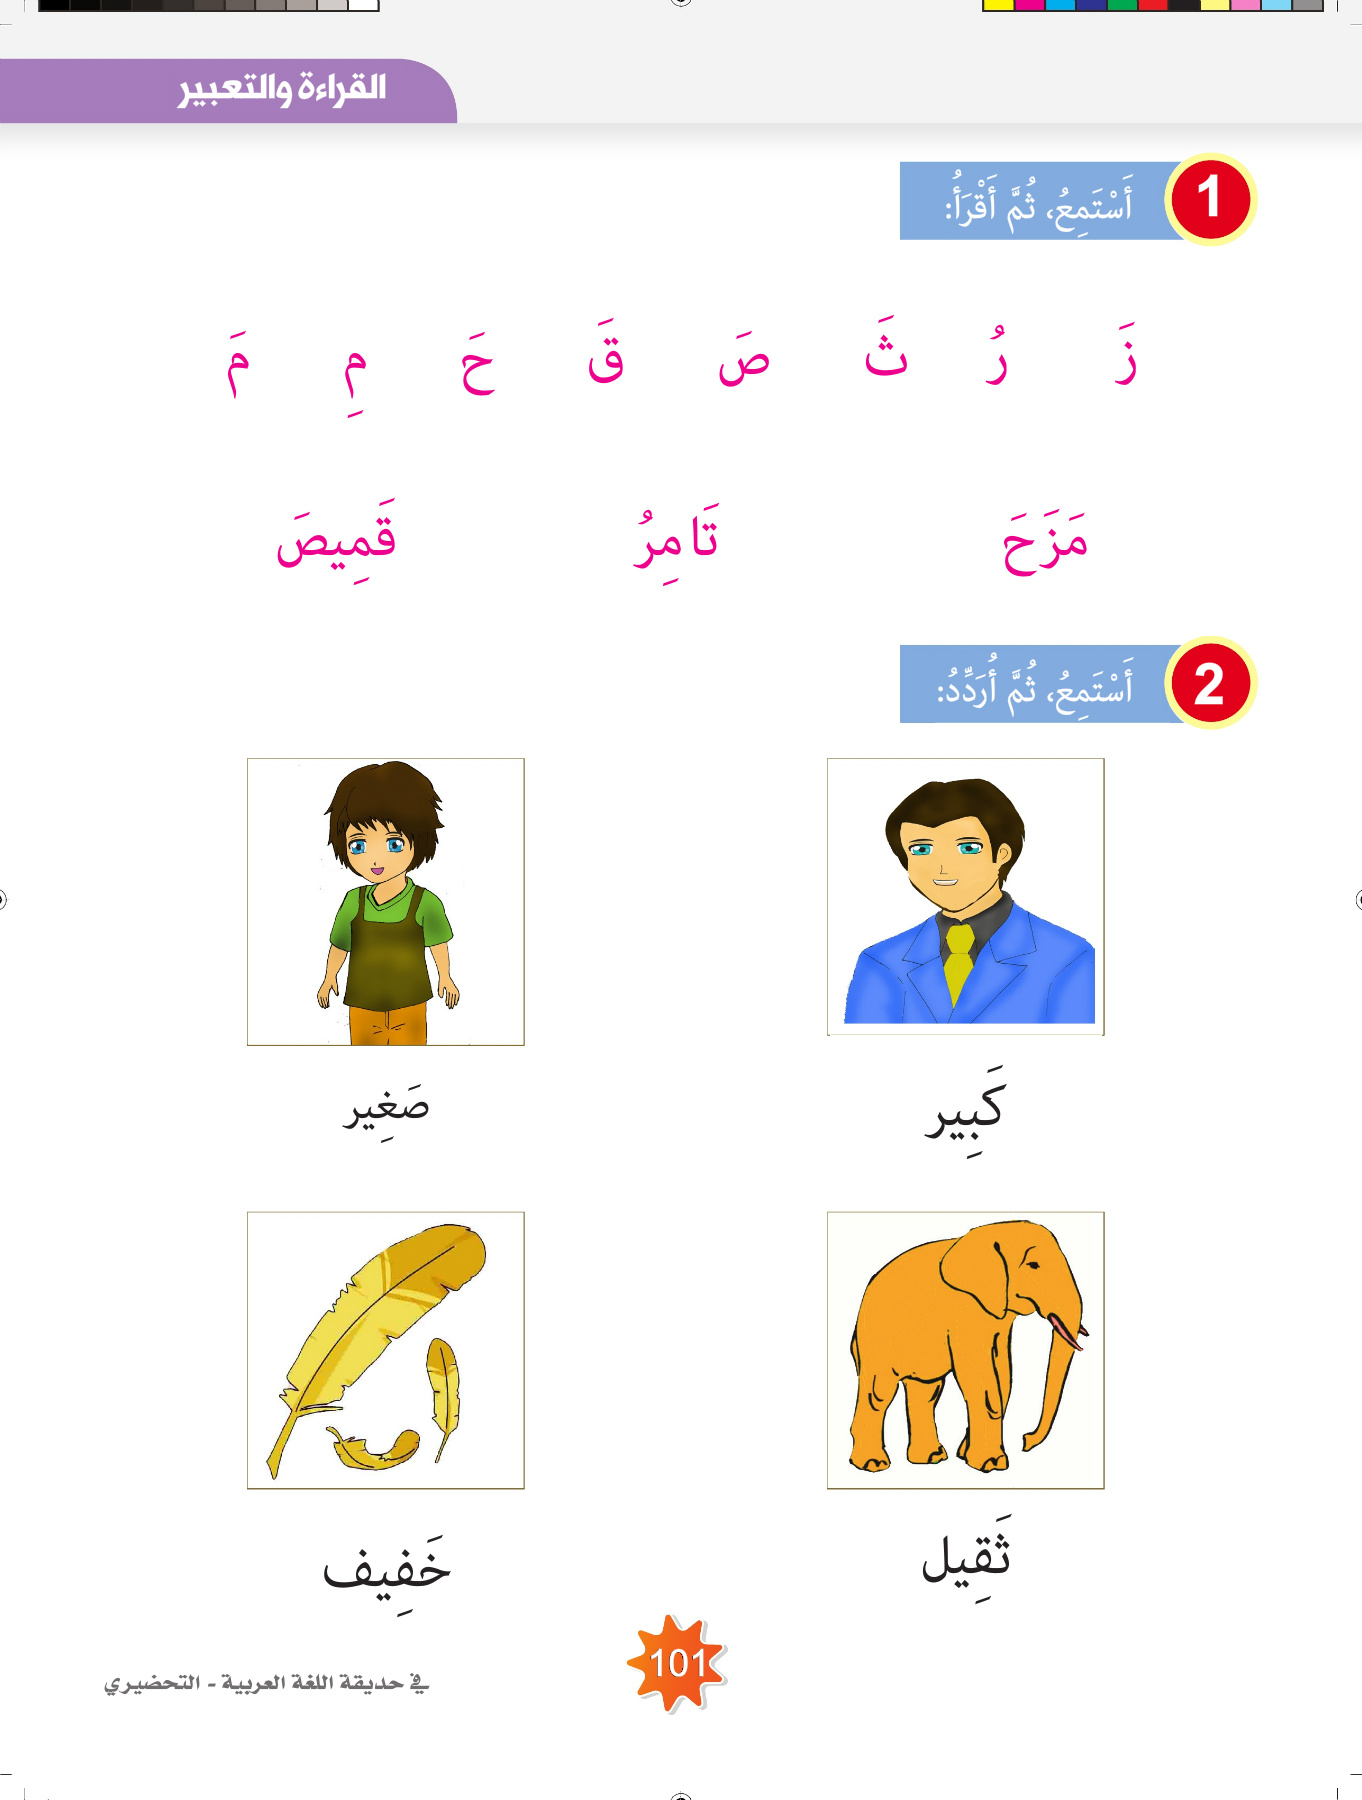 القراءة والتعبير
1 أَسْتَمِعُ، ثُمَّ أَقْرَأُ:
زَ رُ ثَ صَ قَ حَ مِ مَ
مَزَحَ تَامِرُ قَمِيصَ
2 أَسْتَمِعُ، ثُمَّ أُرَدِّدُ:
كَبِير صَغِير
ثَقِيل خَفِيف
101
في حديقة اللغة العربية - التحضيري